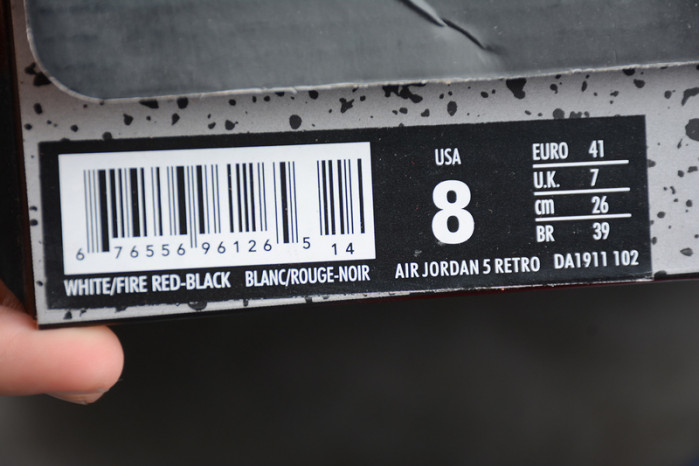 USA
8
EURO 41
U.K. 7
cm 26
BR 39
6 76556 96126 5 14
WHITE/FIRE RED-BLACK BLANC/ROUGE-NOIR
AIR JORDAN 5 RETRO DA1911 102